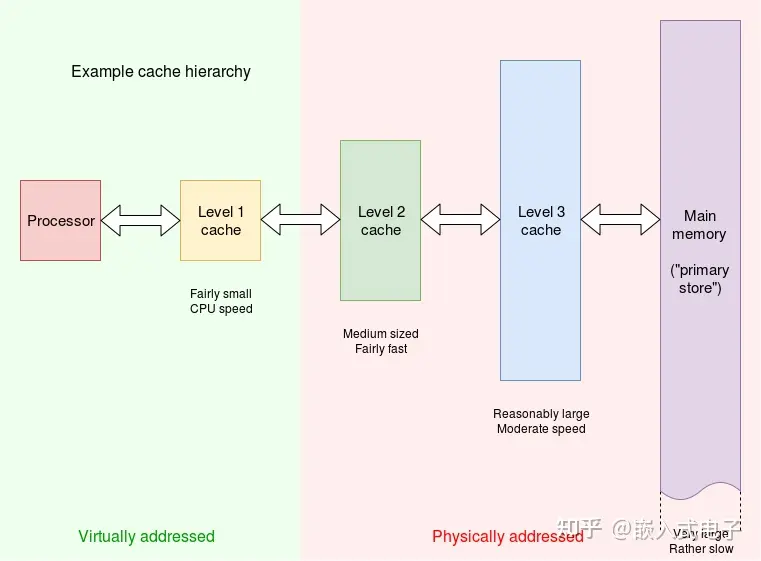 Example cache hierarchy
Processor
Level 1
cache
Level 2
cache
Level 3
cache
Main
memory
("primary
store")
Fairly small
CPU speed
Medium sized
Fairly fast
Reasonably large
Moderate speed
Virtually addressed
Physically addressed
知乎 @嵌入式电子
Very large
Rather slow